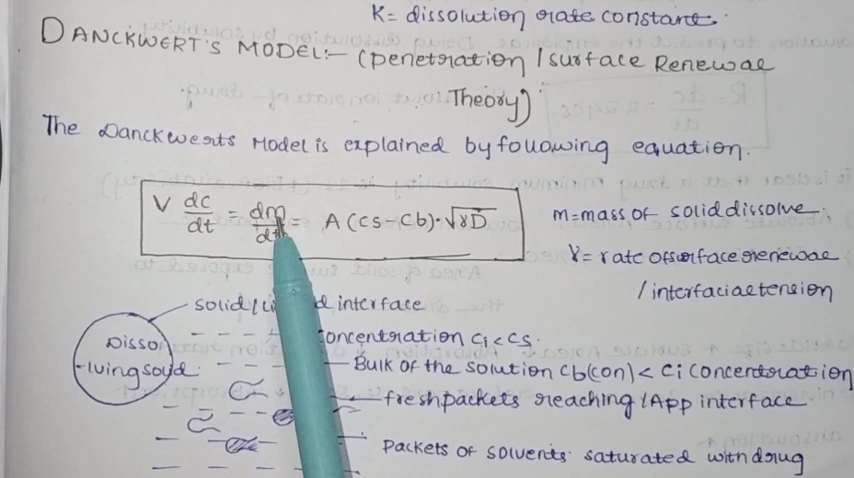 K = dissolution rate constant.
DANCKWERT'S MODEL:- (penetration / surface Renewal
Theory)
The Danckwerts Model is explained by following equation.
V dc/dt = dm/dt = A (Cs - Cb) · √γD
m = mass of solid dissolve.
γ = rate of surface renewal
/ interfacial tension
solid / interface
Disso
-lving solid
concentration Ci < Cs.
Bulk of the solution Cb (con) < Ci concentration
fresh packets reaching / App interface
Packets of solvents saturated with drug